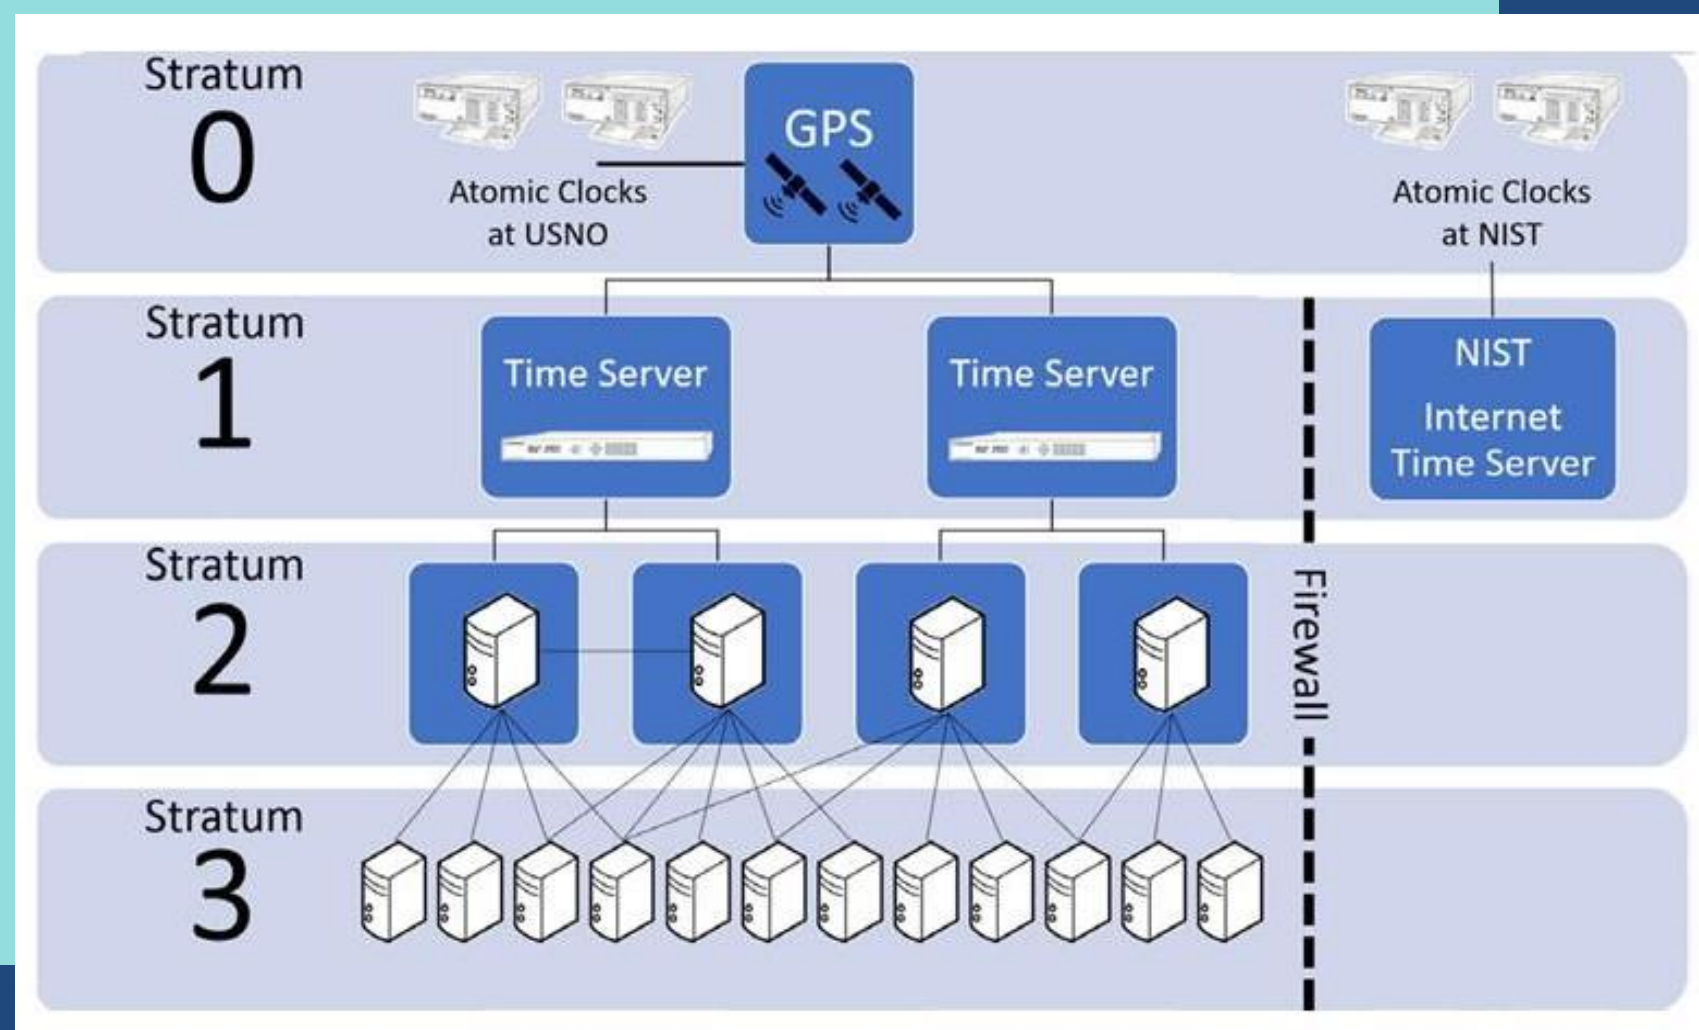 Stratum
0
Atomic Clocks
at USNO
GPS
Atomic Clocks
at NIST
Stratum
1
Time Server
Time Server
NIST
Internet
Time Server
Stratum
2
Firewall
Stratum
3